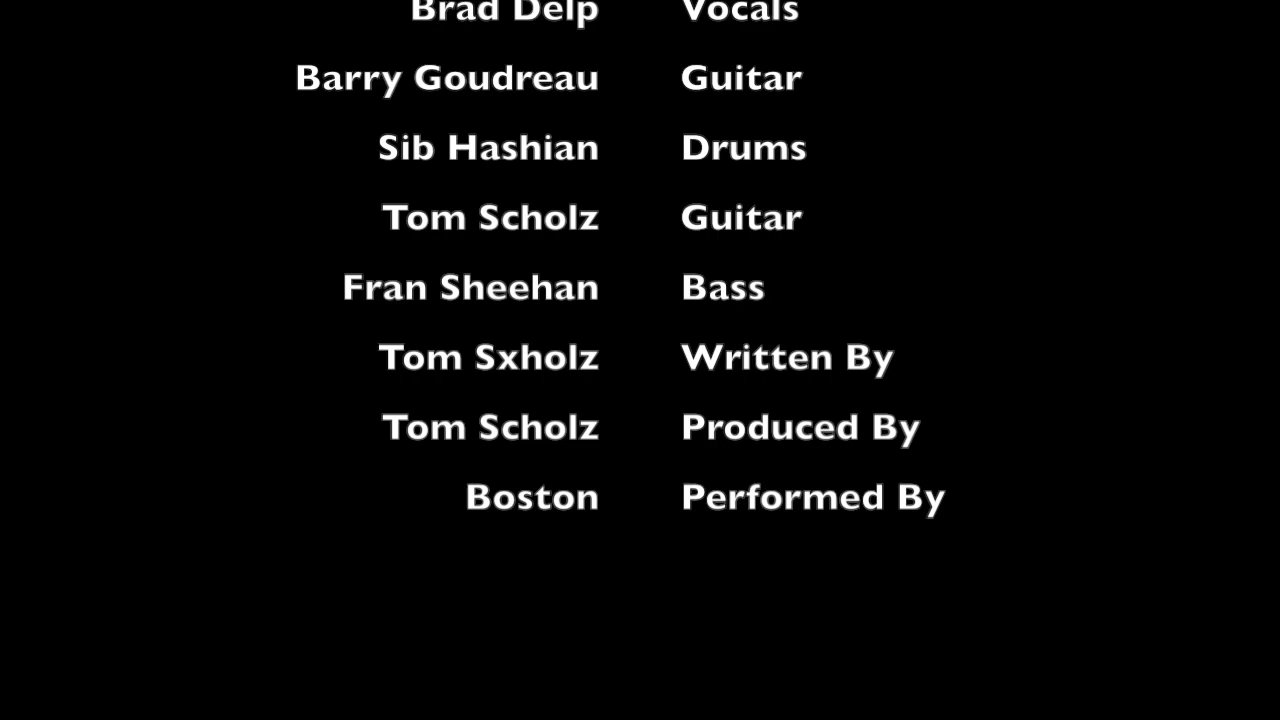 Brad Delp Vocals
Barry Goudreau Guitar
Sib Hashian Drums
Tom Scholz Guitar
Fran Sheehan Bass
Tom Sxholz Written By
Tom Scholz Produced By
Boston Performed By